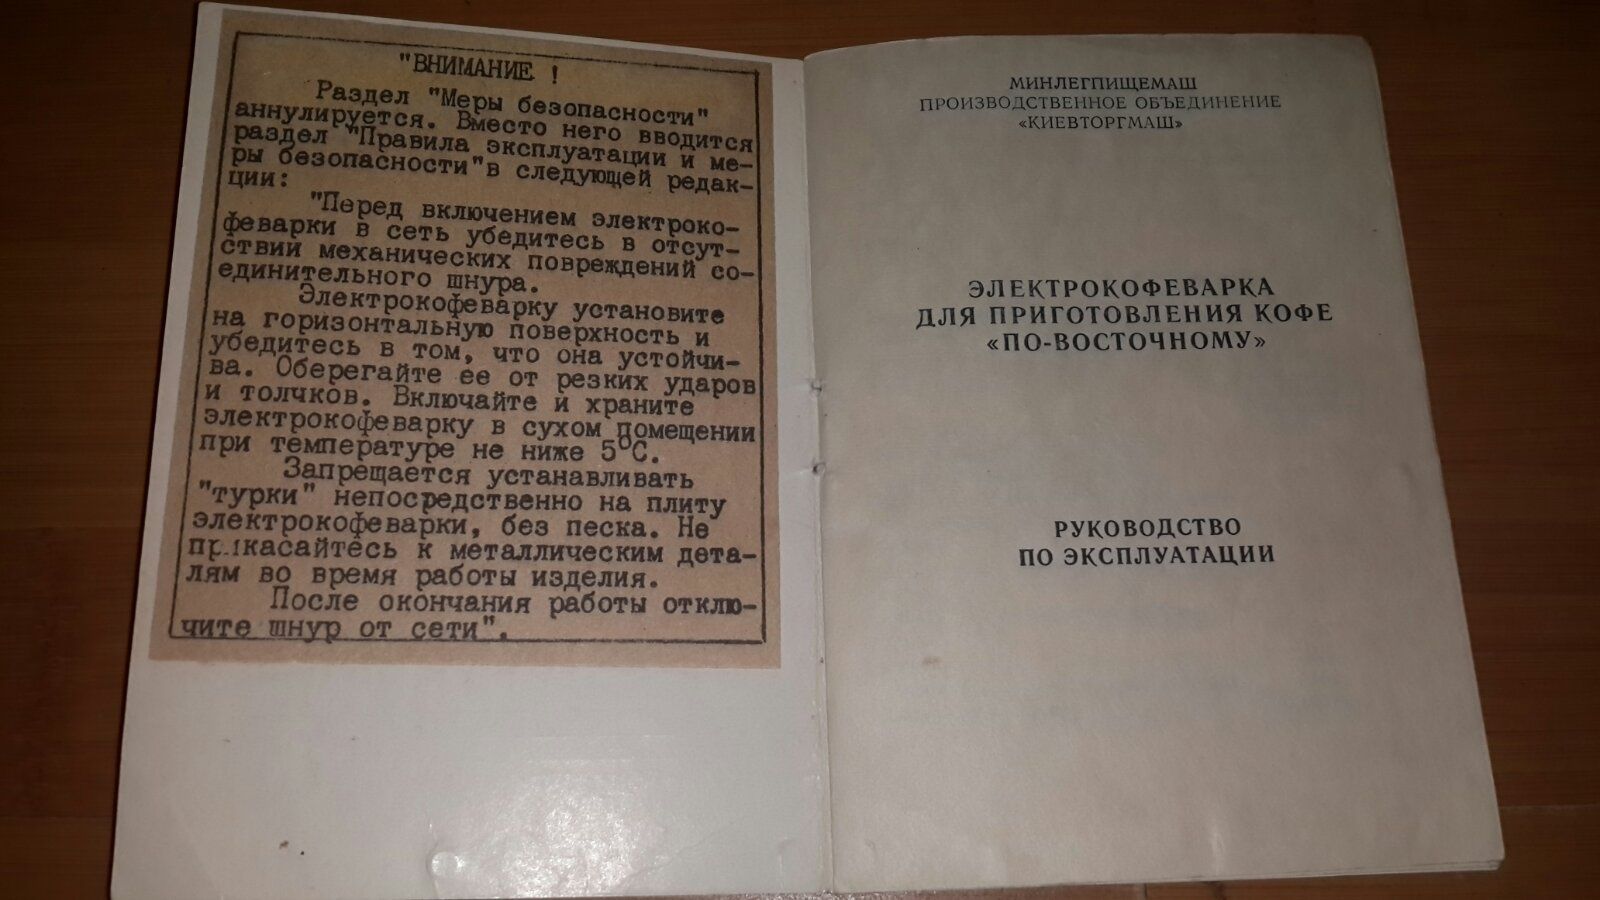 "ВНИМАНИЕ !
Раздел "Меры безопасности"
аннулируется. Вместо него вводится
раздел "Правила эксплуатации и ме-
ры безопасности"в следующей редак-
ции:
"Перед включением электроко-
феварки в сеть убедитесь в отсут-
ствии механических повреждений со-
единительного шнура.
Электрокофеварку установите
на горизонтальную поверхность и
убедитесь в том, что она устойчи-
ва. Оберегайте ее от резких ударов
и толчков. Включайте и храните
электрокофеварку в сухом помещении
при температуре не ниже 5°С.
Запрещается устанавливать
"турки" непосредственно на плиту
электрокофеварки, без песка. Не
прикасайтесь к металлическим дета-
лям во время работы изделия.
После окончания работы отклю-
чите шнур от сети".
МИНЛЕГПИЩЕМАШ
ПРОИЗВОДСТВЕННОЕ ОБЪЕДИНЕНИЕ
«КИЕВТОРГМАШ»
ЭЛЕКТРОКОФЕВАРКА
ДЛЯ ПРИГОТОВЛЕНИЯ КОФЕ
«ПО-ВОСТОЧНОМУ»
РУКОВОДСТВО
ПО ЭКСПЛУАТАЦИИ